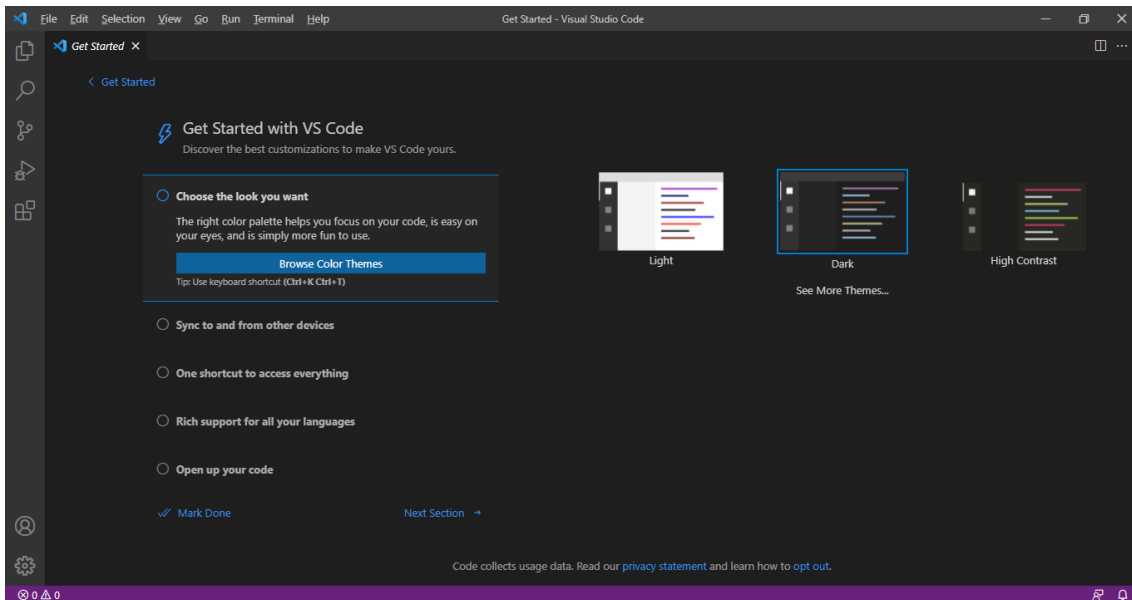 File Edit Selection View Go Run Terminal Help
Get Started - Visual Studio Code
Get Started
Get Started
Get Started with VS Code
Discover the best customizations to make VS Code yours.
Choose the look you want
The right color palette helps you focus on your code, is easy on
your eyes, and is simply more fun to use.
Browse Color Themes
Tip: Use keyboard shortcut (Ctrl+K Ctrl+T)
Light
Dark
High Contrast
See More Themes...
Sync to and from other devices
One shortcut to access everything
Rich support for all your languages
Open up your code
Mark Done
Next Section →
Code collects usage data. Read our privacy statement and learn how to opt out.
0 0